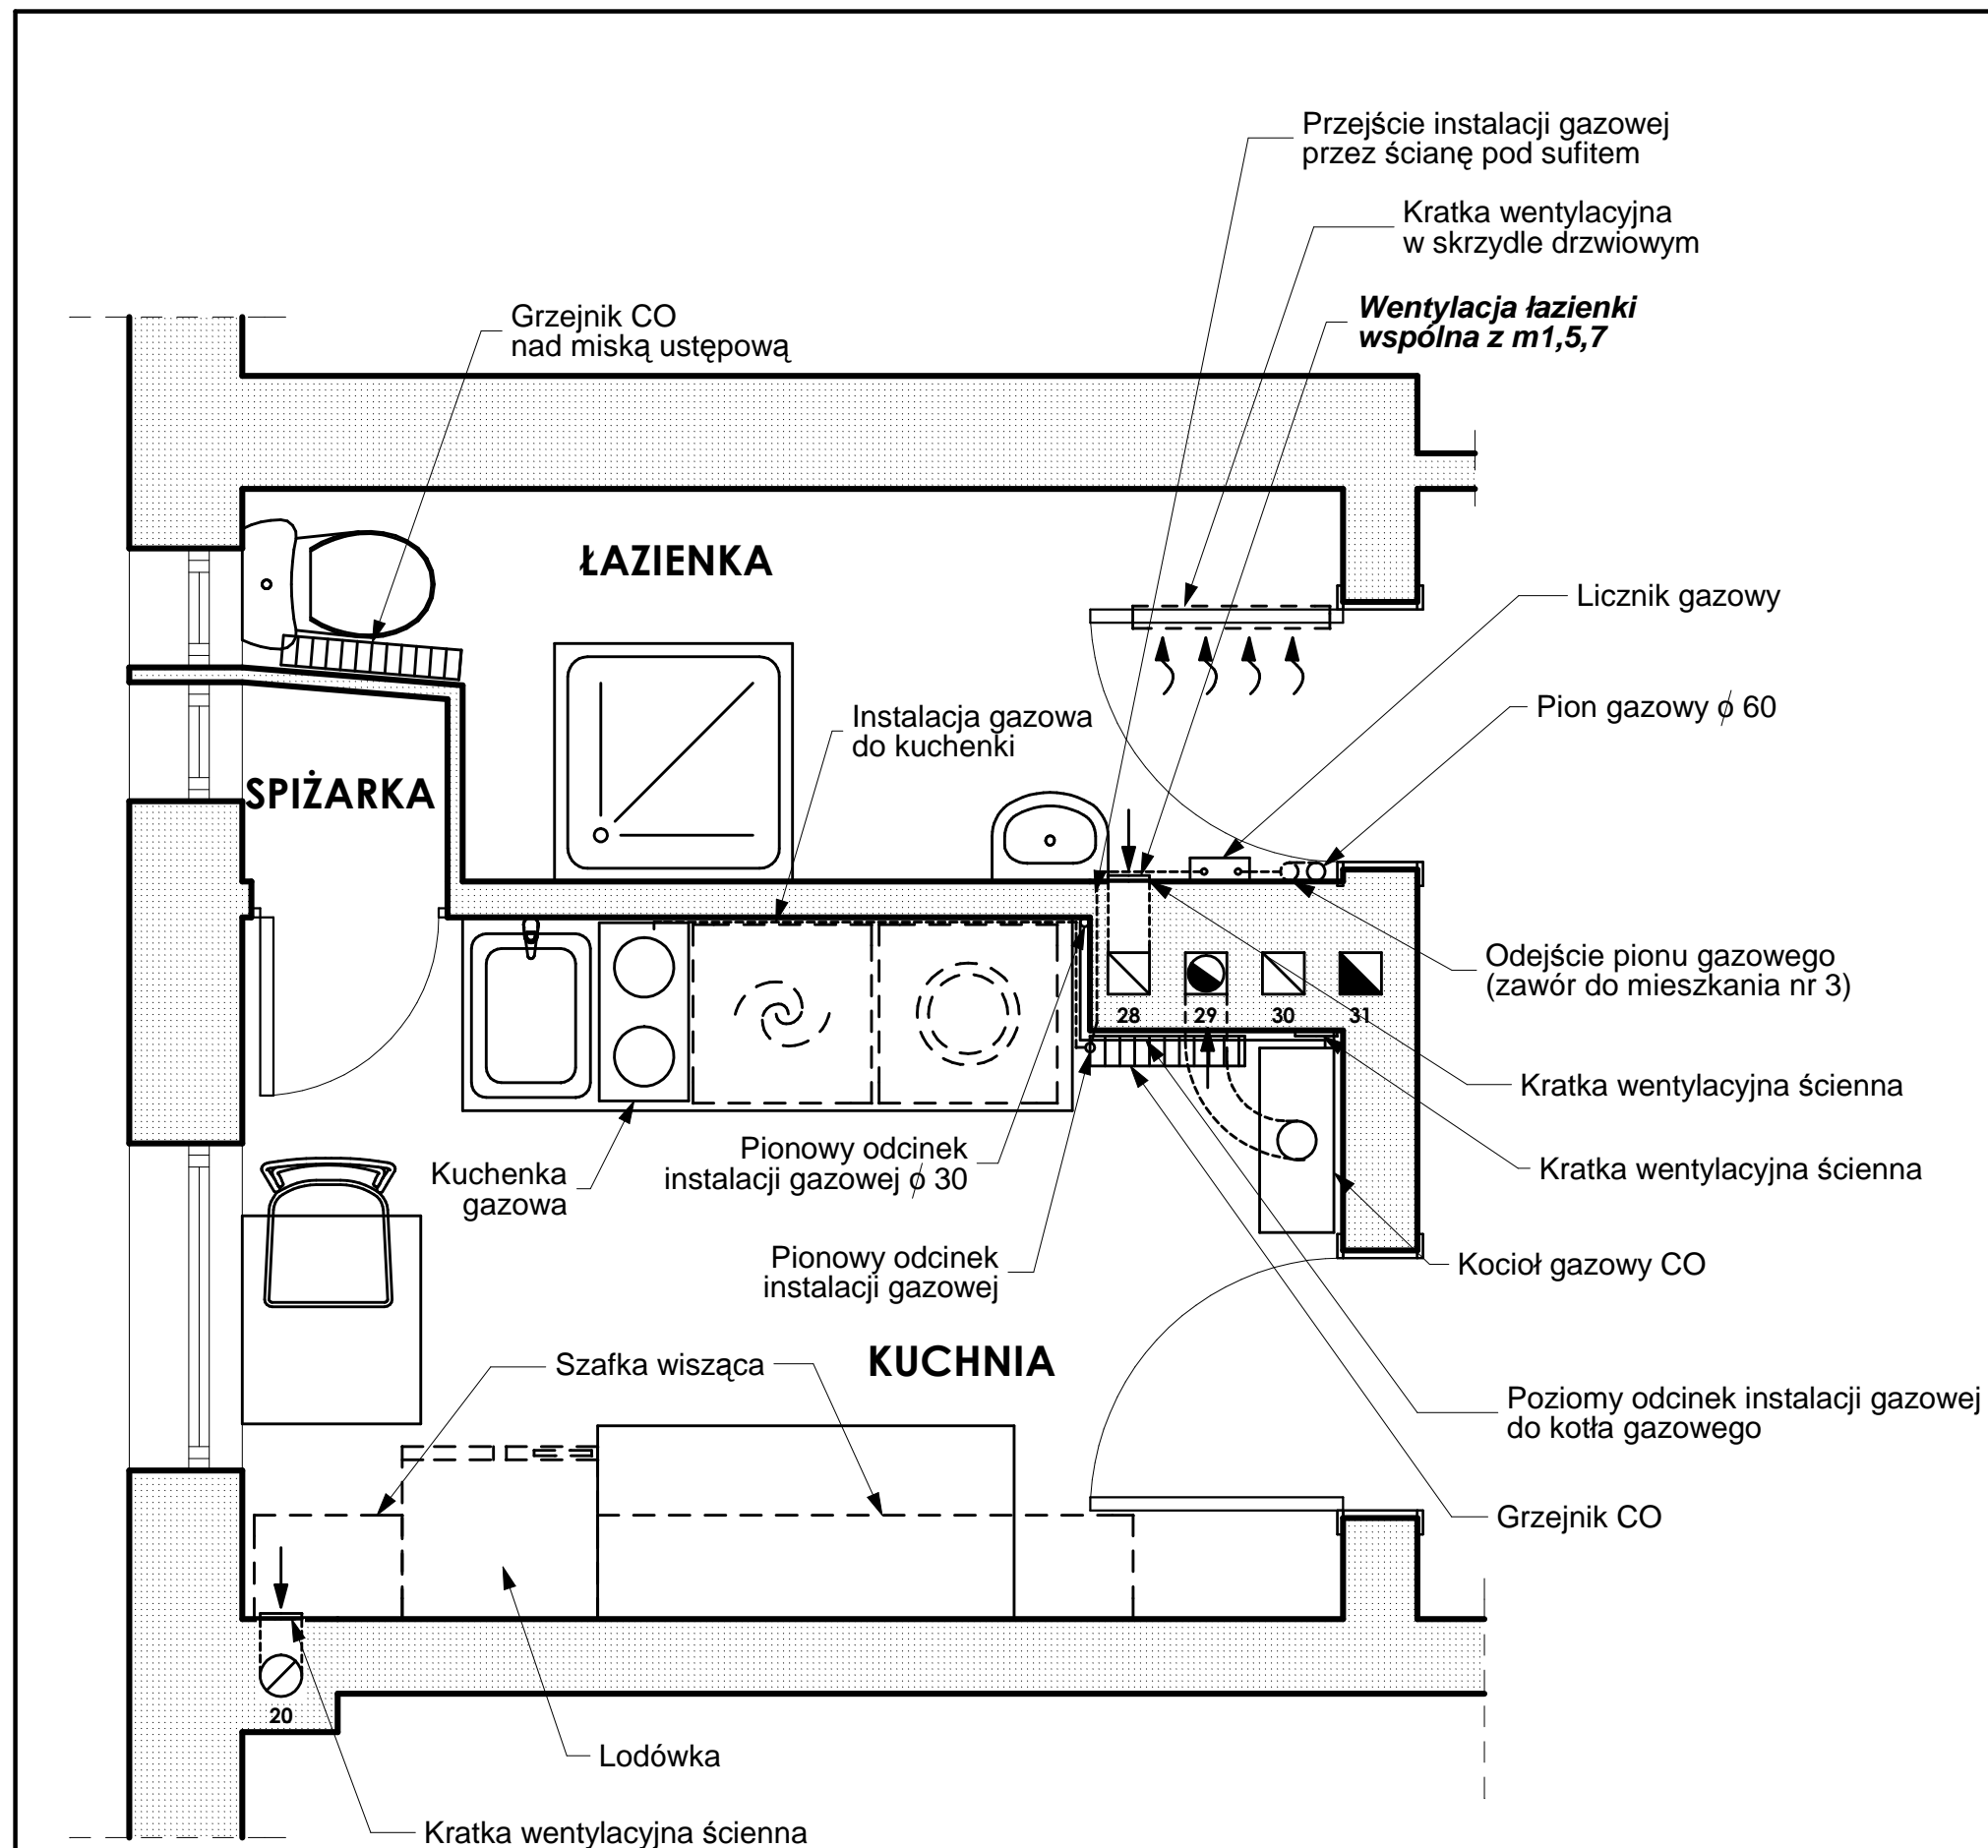 Przejście instalacji gazowej
przez ścianę pod sufitem
Kratka wentylacyjna
w skrzydle drzwiowym
Wentylacja łazienki
wspólna z m1,5,7
Grzejnik CO
nad miską ustępową
ŁAZIENKA
Licznik gazowy
Pion gazowy ϕ 60
Instalacja gazowa
do kuchenki
SPIŻARKA
Odejście pionu gazowego
(zawór do mieszkania nr 3)
28
29
30
31
Kratka wentylacyjna ścienna
Pionowy odcinek
instalacji gazowej ϕ 30
Kratka wentylacyjna ścienna
Kuchenka
gazowa
Pionowy odcinek
instalacji gazowej
Kocioł gazowy CO
Szafka wisząca
KUCHNIA
Poziomy odcinek instalacji gazowej
do kotła gazowego
Grzejnik CO
20
Lodówka
Kratka wentylacyjna ścienna